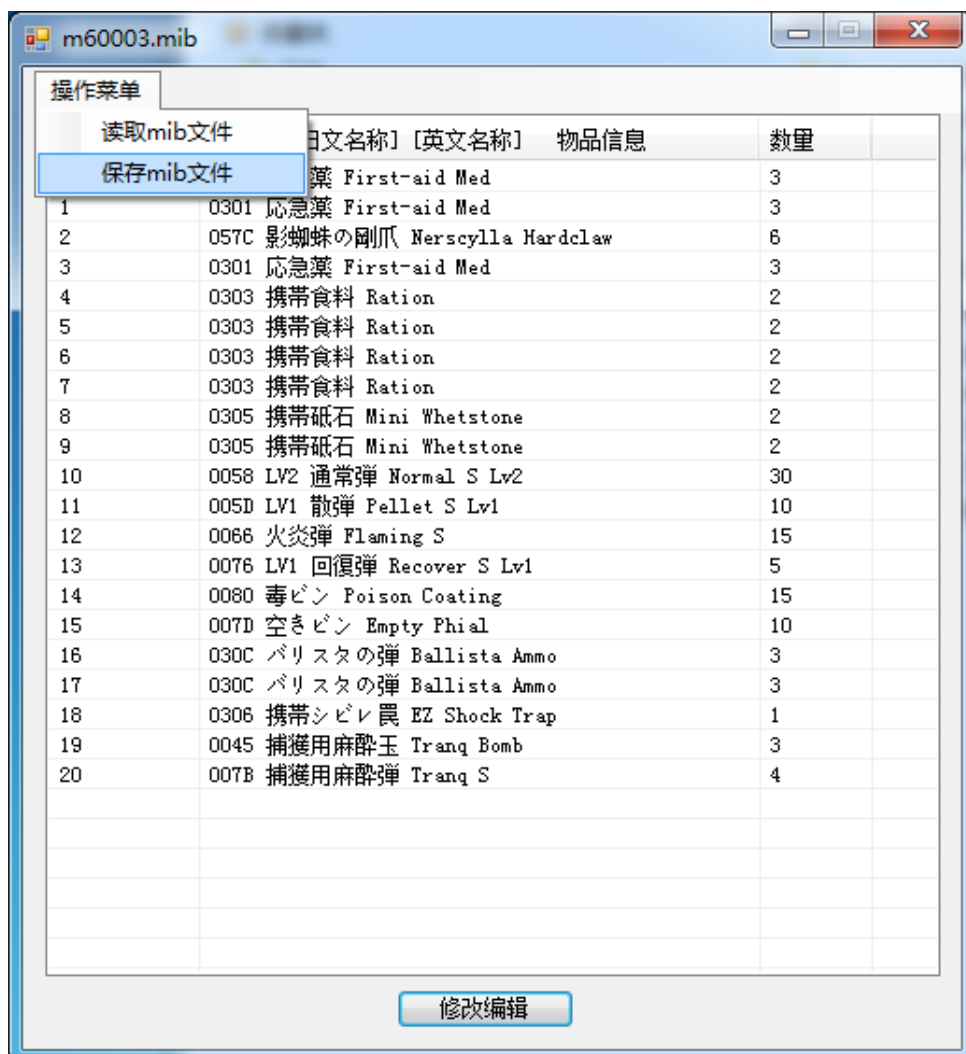 m60003.mib
操作菜单
读取mib文件
保存mib文件
日文名称] [英文名称] 物品信息 数量
薬 First-aid Med 3
1 0301 応急薬 First-aid Med 3
2 057C 影蜘蛛の剛爪 Nerscylla Hardclaw 6
3 0301 応急薬 First-aid Med 3
4 0303 携帯食料 Ration 2
5 0303 携帯食料 Ration 2
6 0303 携帯食料 Ration 2
7 0303 携帯食料 Ration 2
8 0305 携帯砥石 Mini Whetstone 2
9 0305 携帯砥石 Mini Whetstone 2
10 0058 LV2 通常弾 Normal S Lv2 30
11 005D LV1 散弾 Pellet S Lv1 10
12 0066 火炎弾 Flaming S 15
13 0076 LV1 回復弾 Recover S Lv1 5
14 0080 毒ビン Poison Coating 15
15 007D 空きビン Empty Phial 10
16 030C バリスタの弾 Ballista Ammo 3
17 030C バリスタの弾 Ballista Ammo 3
18 0306 携帯シビレ罠 EZ Shock Trap 1
19 0045 捕獲用麻酔玉 Tranq Bomb 3
20 007B 捕獲用麻酔弾 Tranq S 4
修改编辑